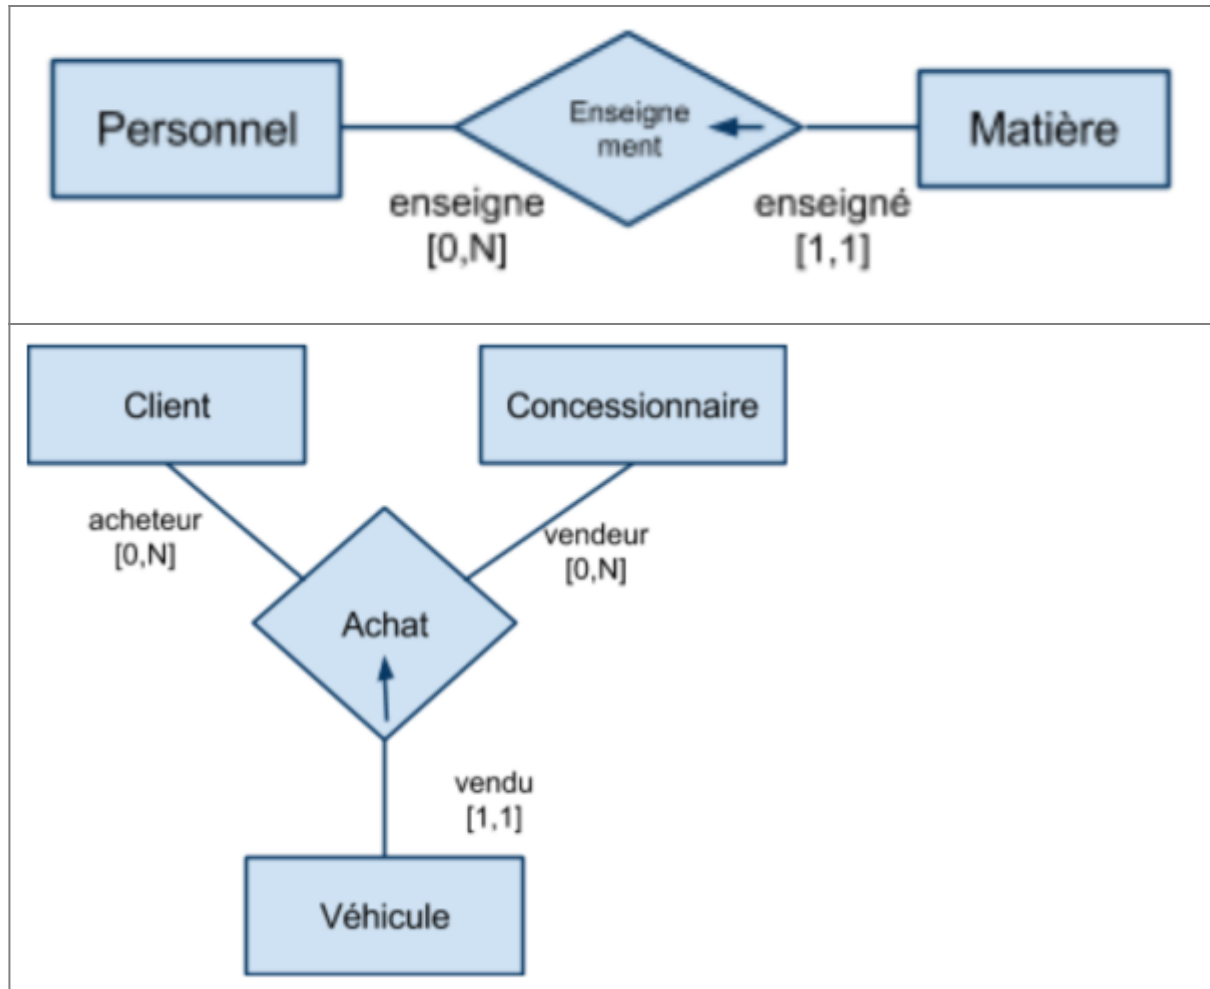 Personnel
Enseigne
ment
Matière
enseigne
[0,N]
enseigné
[1,1]
Client
Concessionnaire
acheteur
[0,N]
vendeur
[0,N]
Achat
vendu
[1,1]
Véhicule